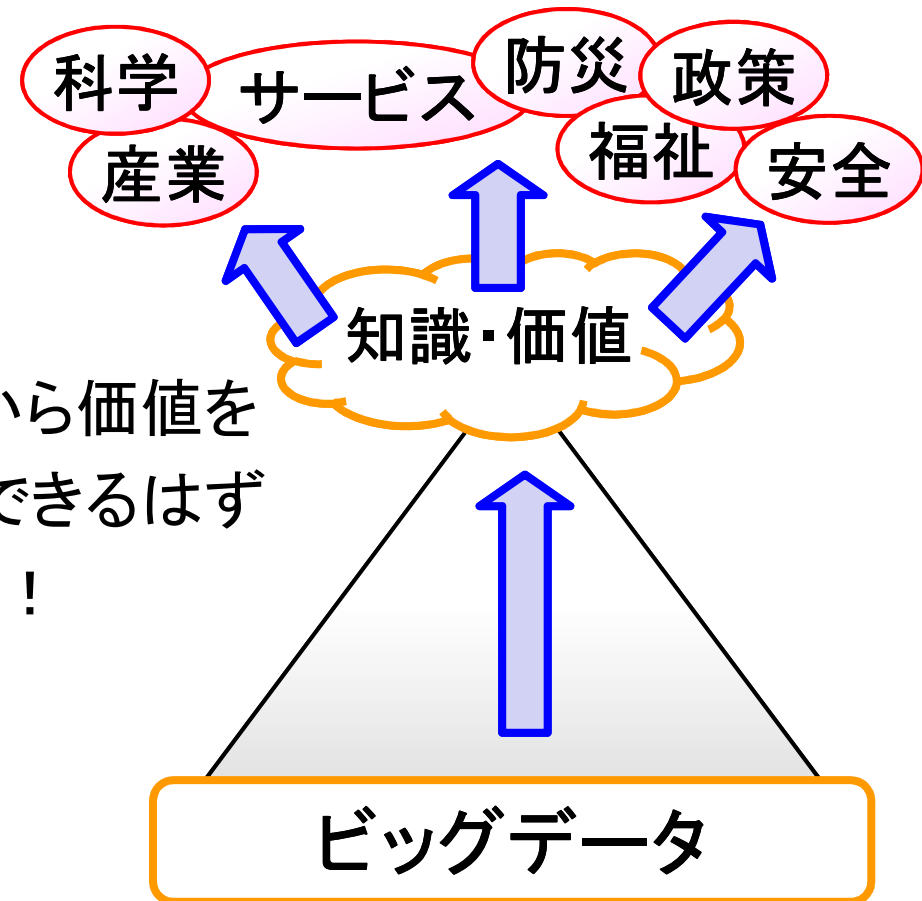 科学
サービス
防災
政策
産業
福祉
安全
知識・価値
から価値を
できるはず
！
ビッグデータ